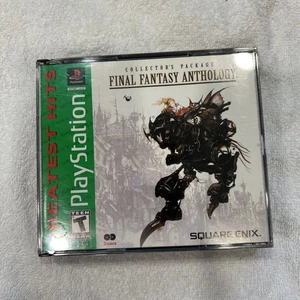 COLLECTOR'S PACKAGE
FINAL FANTASY ANTHOLOGY
GREATEST HITS
PlayStation
TEEN
T
SQUARE ENIX